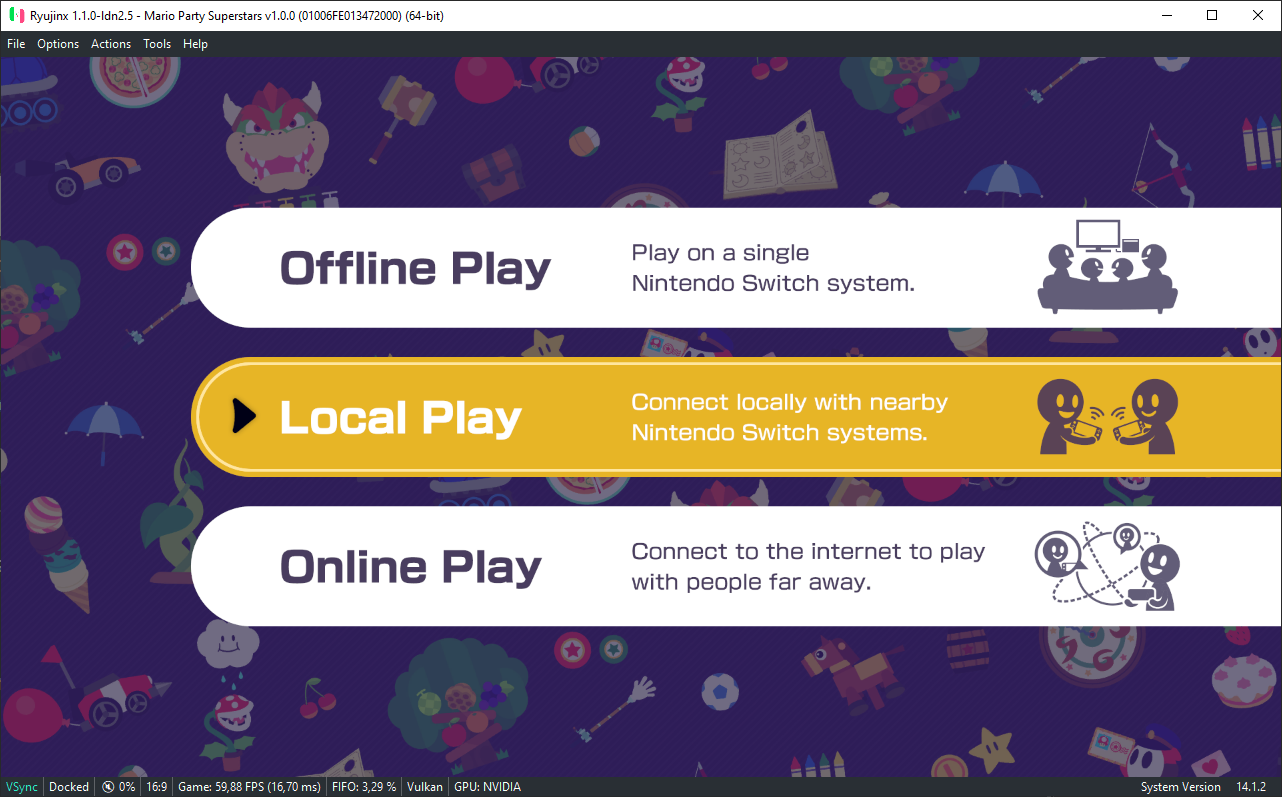 Ryujinx 1.1.0-ldn2.5 - Mario Party Superstars v1.0.0 (01006FE013472000) (64-bit)
File Options Actions Tools Help
Offline Play
Play on a single
Nintendo Switch system.
Local Play
Connect locally with nearby
Nintendo Switch systems.
Online Play
Connect to the internet to play
with people far away.
VSync Docked 0% 16:9 Game: 59,88 FPS (16,70 ms) FIFO: 3,29 % Vulkan GPU: NVIDIA System Version 14.1.2